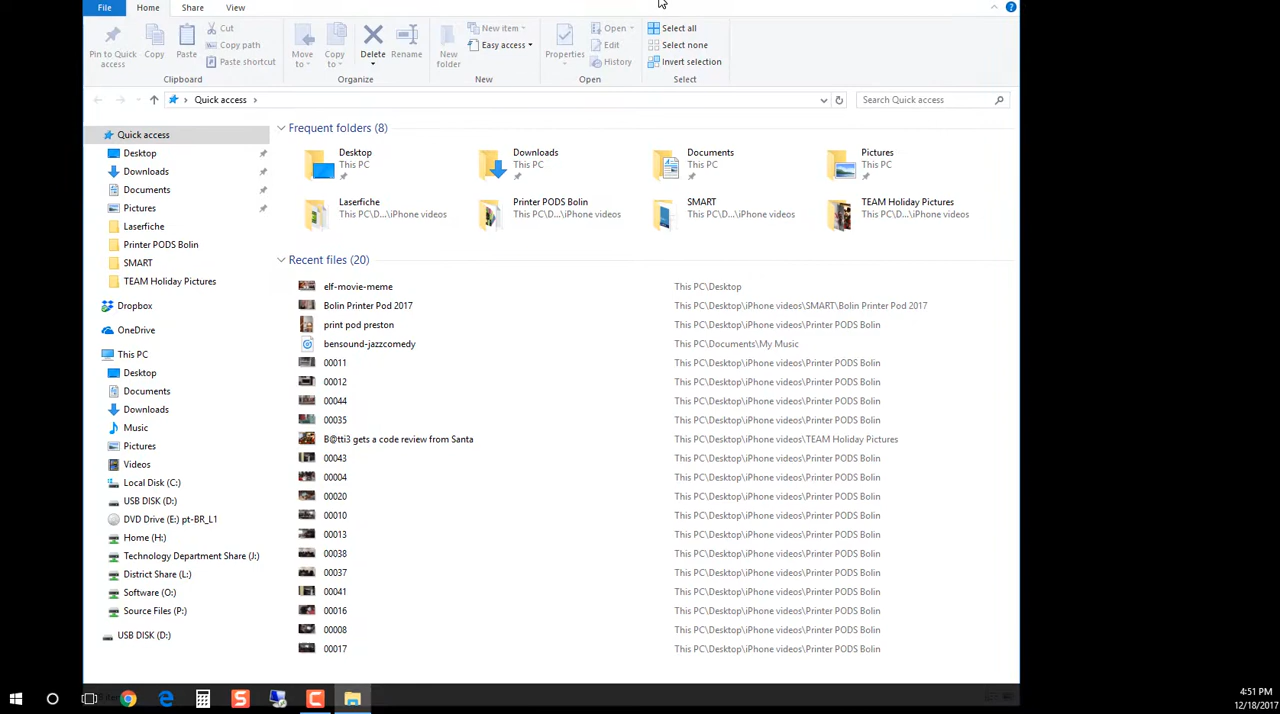 File Home Share View
Pin to Quick access
Copy
Paste
Cut
Copy path
Paste shortcut
Clipboard
Move to
Copy to
Delete
Rename
Organize
New folder
New item
Easy access
New
Properties
Open
Edit
History
Open
Select all
Select none
Invert selection
Select
Quick access
Search Quick access
Quick access
Desktop
Downloads
Documents
Pictures
Laserfiche
Printer PODS Bolin
SMART
TEAM Holiday Pictures
Dropbox
OneDrive
This PC
Desktop
Documents
Downloads
Music
Pictures
Videos
Local Disk (C:)
USB DISK (D:)
DVD Drive (E:) pt-BR_L1
Home (H:)
Technology Department Share (J:)
District Share (L:)
Software (O:)
Source Files (P:)
USB DISK (D:)
Frequent folders (8)
Desktop
This PC
Downloads
This PC
Documents
This PC
Pictures
This PC
Laserfiche
This PC\D...\iPhone videos
Printer PODS Bolin
This PC\D...\iPhone videos
SMART
This PC\D...\iPhone videos
TEAM Holiday Pictures
This PC\D...\iPhone videos
Recent files (20)
elf-movie-meme This PC\Desktop
Bolin Printer Pod 2017 This PC\Desktop\iPhone videos\SMART\Bolin Printer Pod 2017
print pod preston This PC\Desktop\iPhone videos\Printer PODS Bolin
bensound-jazzcomedy This PC\Documents\My Music
00011 This PC\Desktop\iPhone videos\Printer PODS Bolin
00012 This PC\Desktop\iPhone videos\Printer PODS Bolin
00044 This PC\Desktop\iPhone videos\Printer PODS Bolin
00035 This PC\Desktop\iPhone videos\Printer PODS Bolin
B@tti3 gets a code review from Santa This PC\Desktop\iPhone videos\TEAM Holiday Pictures
00043 This PC\Desktop\iPhone videos\Printer PODS Bolin
00004 This PC\Desktop\iPhone videos\Printer PODS Bolin
00020 This PC\Desktop\iPhone videos\Printer PODS Bolin
00010 This PC\Desktop\iPhone videos\Printer PODS Bolin
00013 This PC\Desktop\iPhone videos\Printer PODS Bolin
00038 This PC\Desktop\iPhone videos\Printer PODS Bolin
00037 This PC\Desktop\iPhone videos\Printer PODS Bolin
00041 This PC\Desktop\iPhone videos\Printer PODS Bolin
00016 This PC\Desktop\iPhone videos\Printer PODS Bolin
00008 This PC\Desktop\iPhone videos\Printer PODS Bolin
00017 This PC\Desktop\iPhone videos\Printer PODS Bolin
4:51 PM
12/18/2017